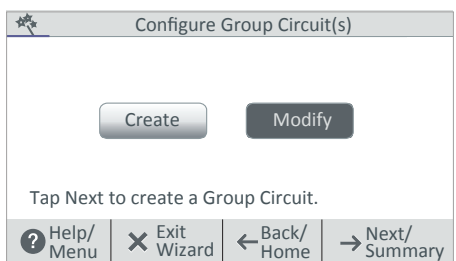 Configure Group Circuit(s)
Create
Modify
Tap Next to create a Group Circuit.
? Help/
Menu
Exit
Wizard
Back/
Home
Next/
Summary